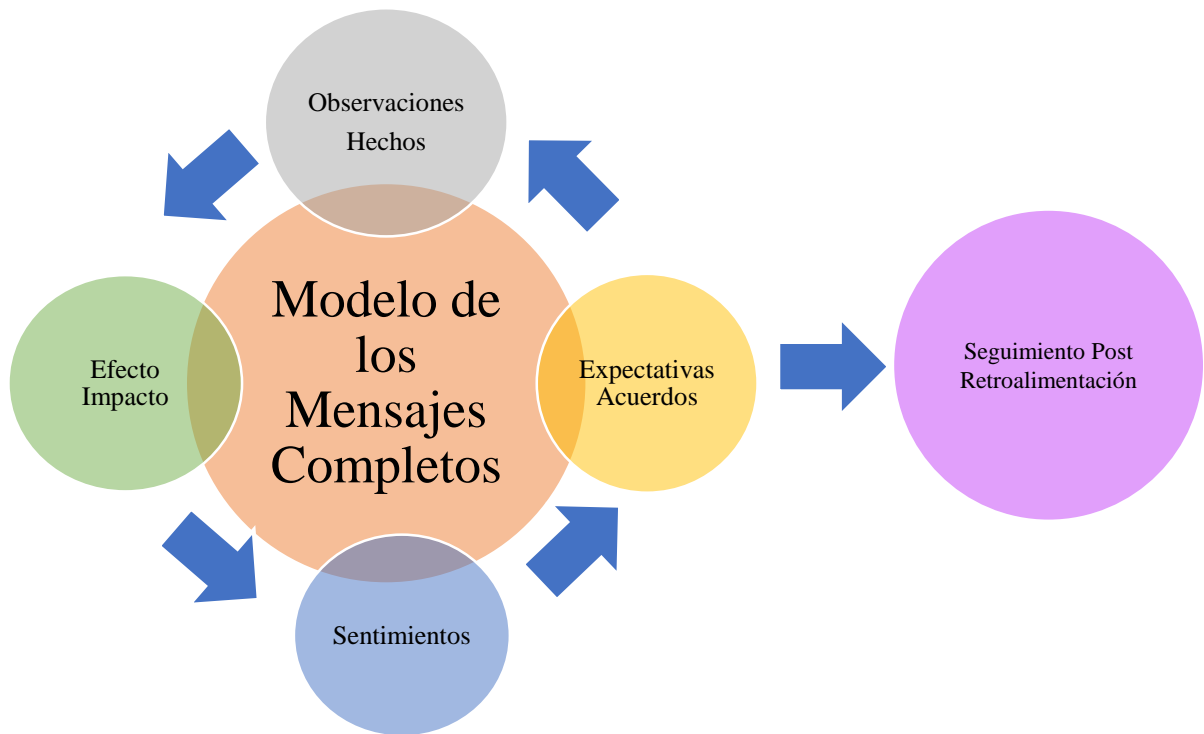 Observaciones
Hechos
Modelo de
los
Mensajes
Completos
Efecto
Impacto
Expectativas
Acuerdos
Sentimientos
Seguimiento Post
Retroalimentación